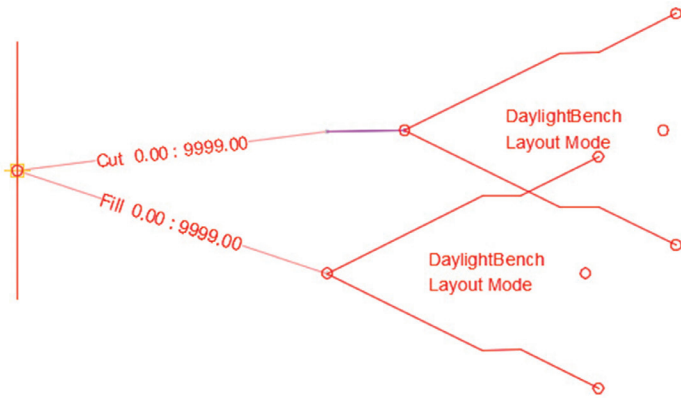 DaylightBench
Layout Mode
Cut 0.00 : 9999.00
Fill 0.00 : 9999.00
DaylightBench
Layout Mode